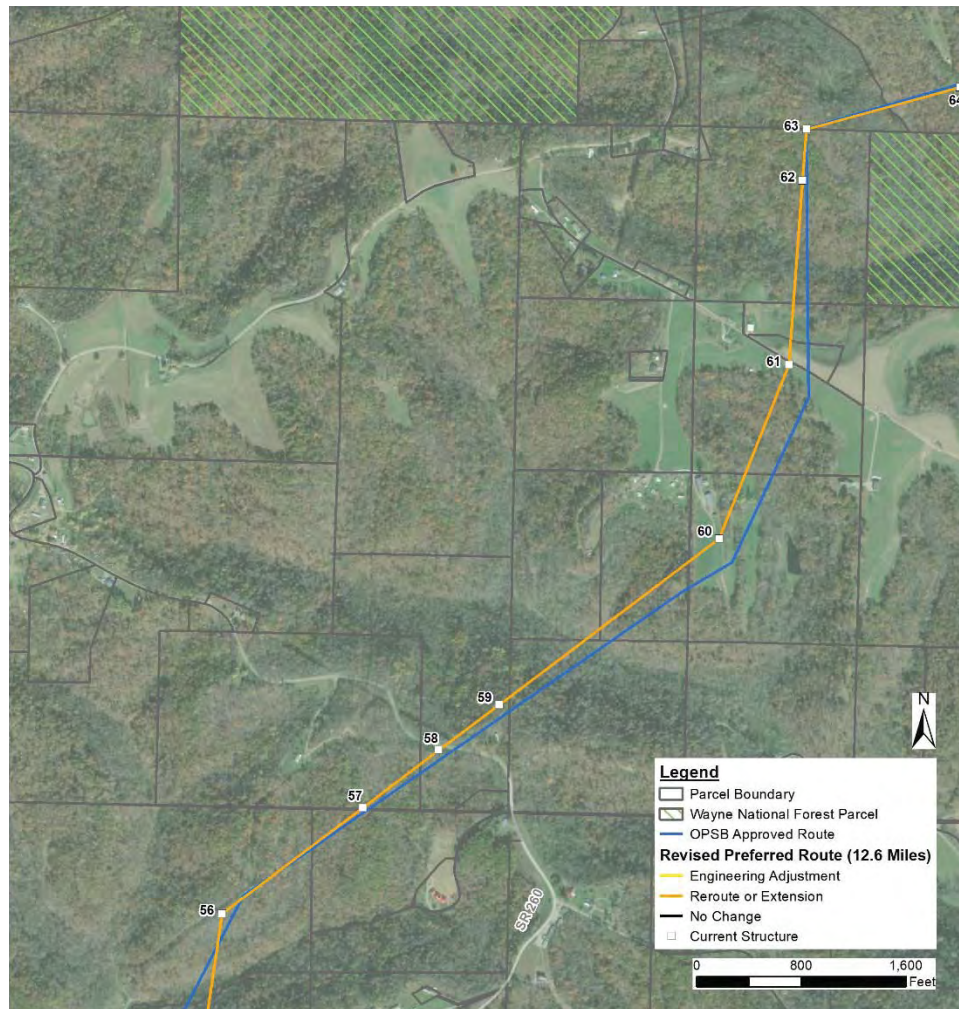 64
63
62
61
60
59
58
57
56
SR 260
N
Legend
Parcel Boundary
Wayne National Forest Parcel
OPSB Approved Route
Revised Preferred Route (12.6 Miles)
Engineering Adjustment
Reroute or Extension
No Change
Current Structure
0 800 1,600
Feet